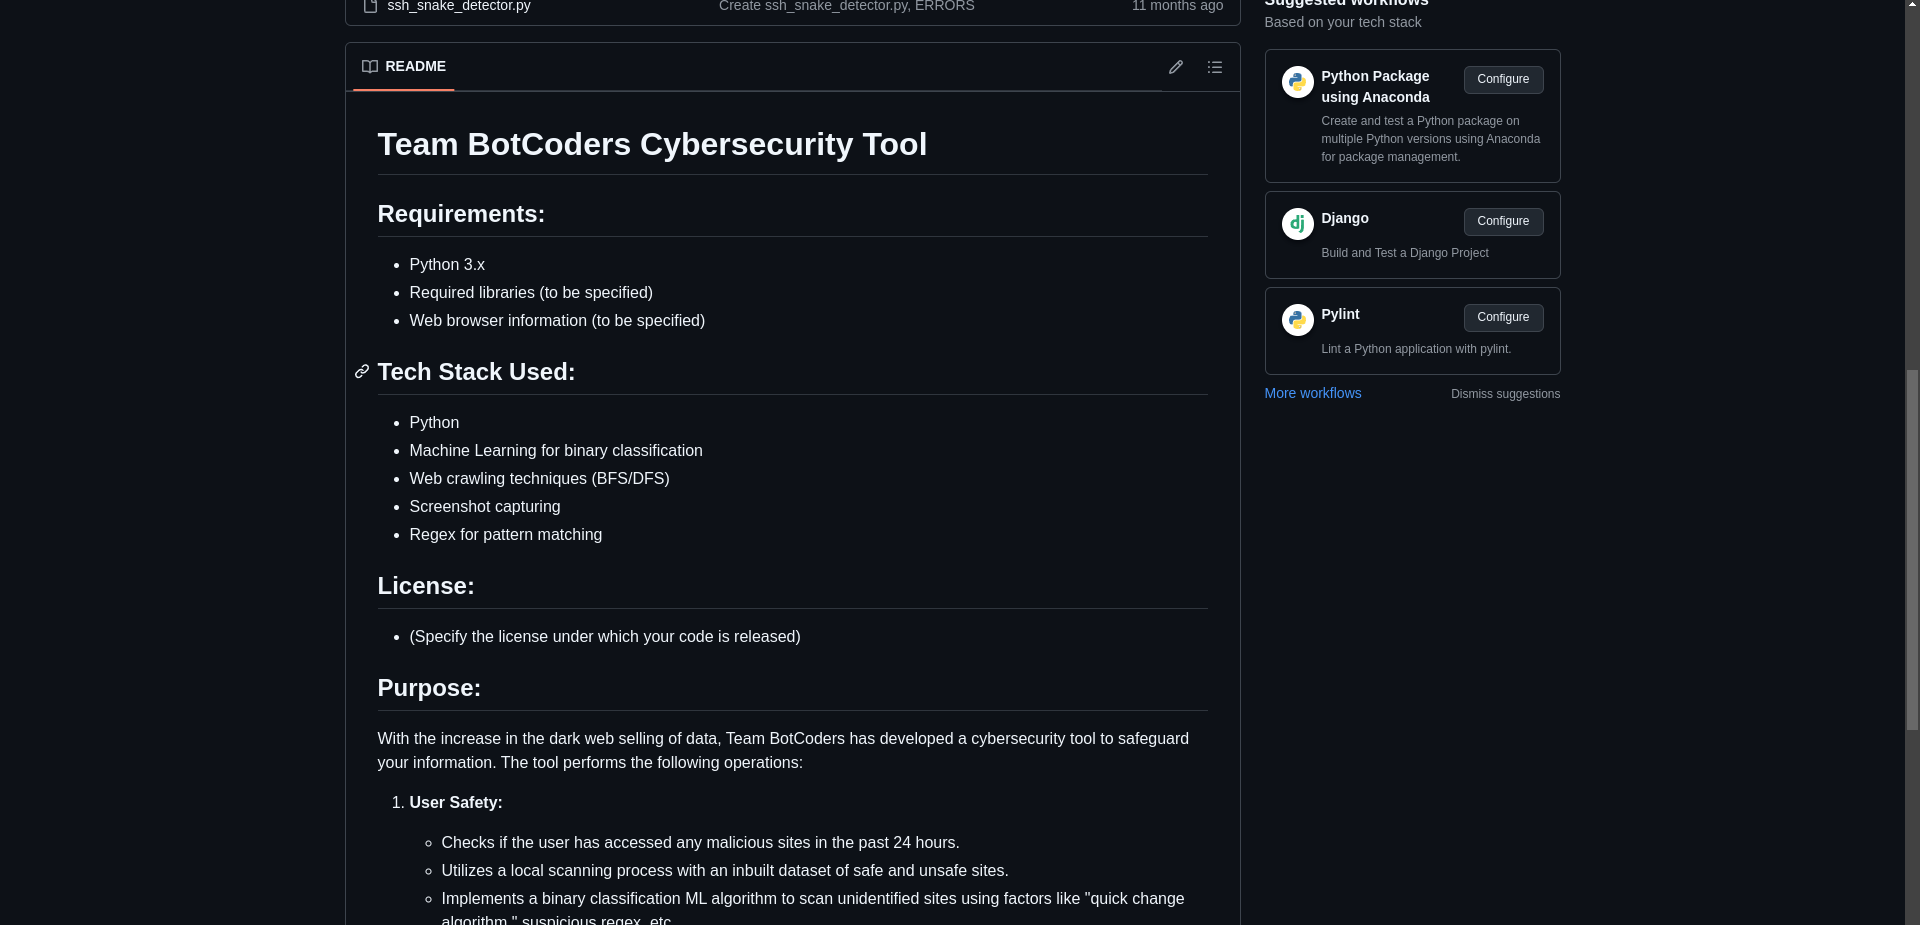 ssh_snake_detector.py Create ssh_snake_detector.py, ERRORS 11 months ago
README
Team BotCoders Cybersecurity Tool
Requirements:
Python 3.x
Required libraries (to be specified)
Web browser information (to be specified)
Tech Stack Used:
Python
Machine Learning for binary classification
Web crawling techniques (BFS/DFS)
Screenshot capturing
Regex for pattern matching
License:
(Specify the license under which your code is released)
Purpose:
With the increase in the dark web selling of data, Team BotCoders has developed a cybersecurity tool to safeguard
your information. The tool performs the following operations:
1. User Safety:
Checks if the user has accessed any malicious sites in the past 24 hours.
Utilizes a local scanning process with an inbuilt dataset of safe and unsafe sites.
Implements a binary classification ML algorithm to scan unidentified sites using factors like "quick change
algorithm," suspicious regex, etc.
Suggested workflows
Based on your tech stack
Python Package
using Anaconda
Configure
Create and test a Python package on
multiple Python versions using Anaconda
for package management.
Django
Configure
Build and Test a Django Project
Pylint
Configure
Lint a Python application with pylint.
More workflows
Dismiss suggestions